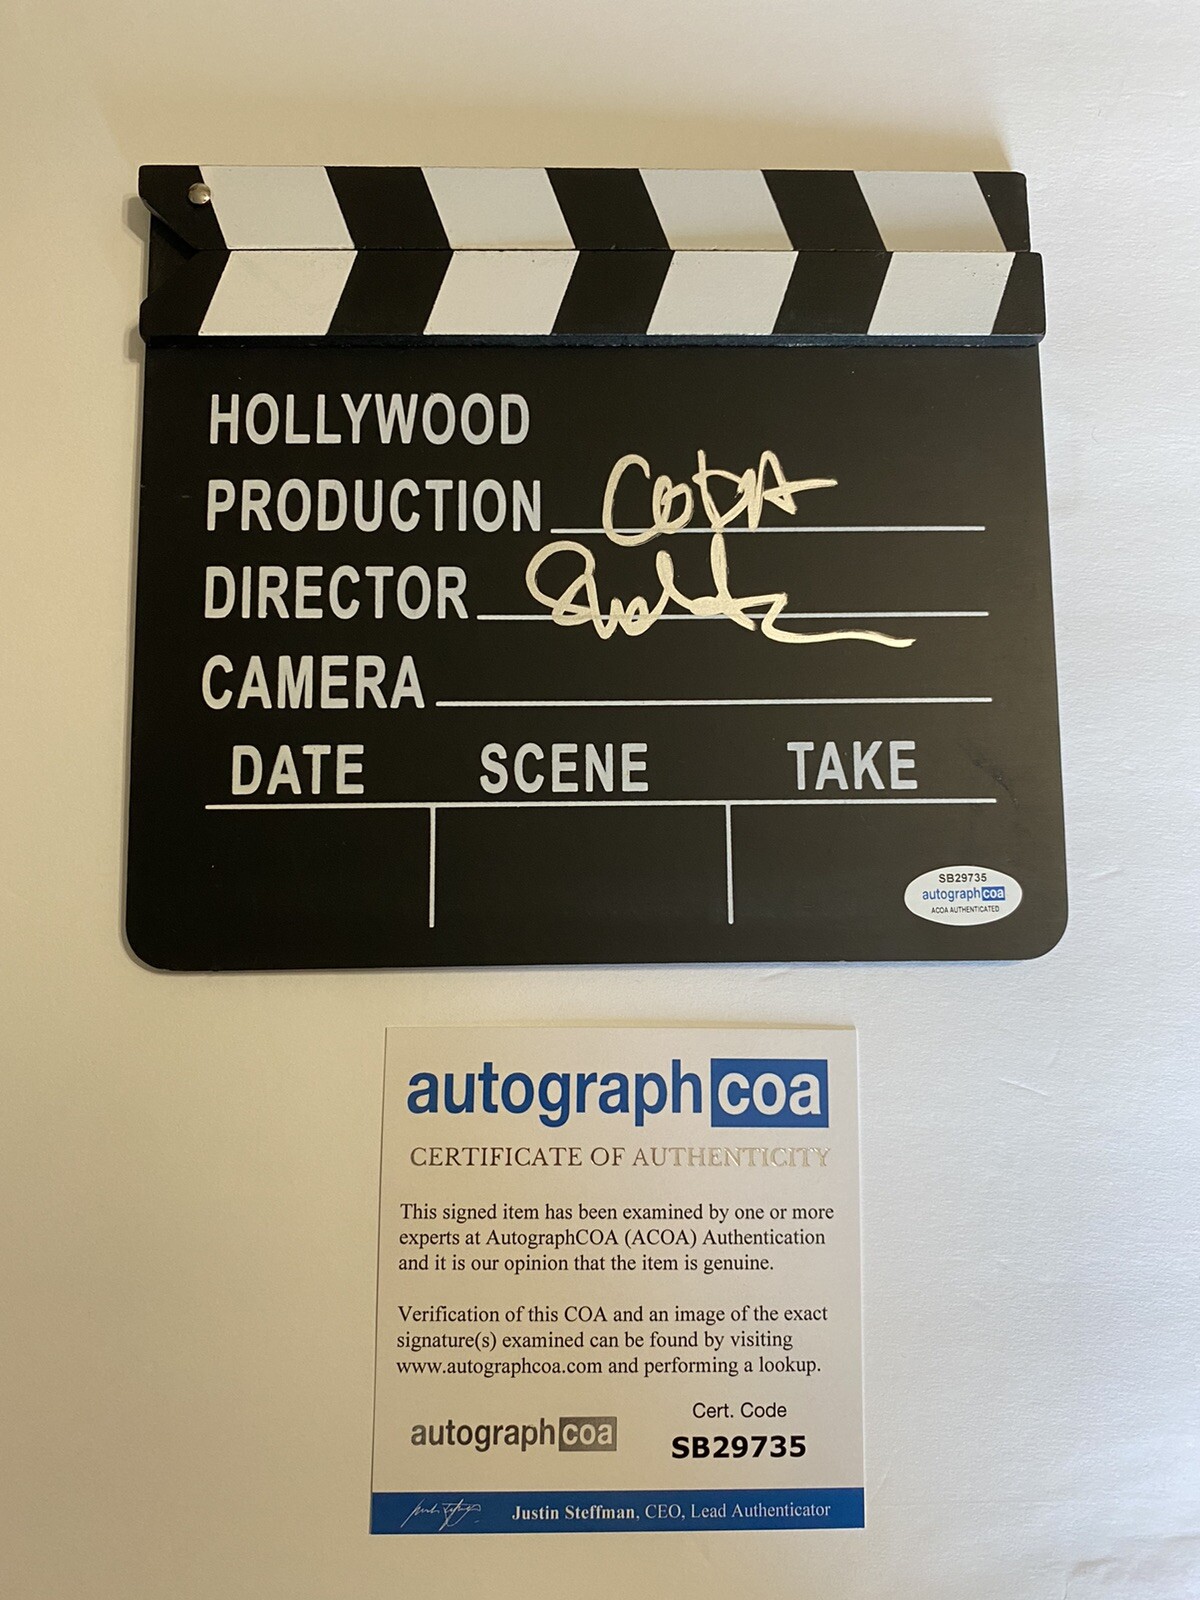 HOLLYWOOD
PRODUCTION CODA
DIRECTOR
CAMERA
DATE SCENE TAKE
SB29735
autographcoa
ACOA AUTHENTICATED
autographcoa
CERTIFICATE OF AUTHENTICITY
This signed item has been examined by one or more
experts at AutographCOA (ACOA) Authentication
and it is our opinion that the item is genuine.
Verification of this COA and an image of the exact
signature(s) examined can be found by visiting
www.autographcoa.com and performing a lookup.
autographcoa
Cert. Code
SB29735
Justin Steffman, CEO, Lead Authenticator